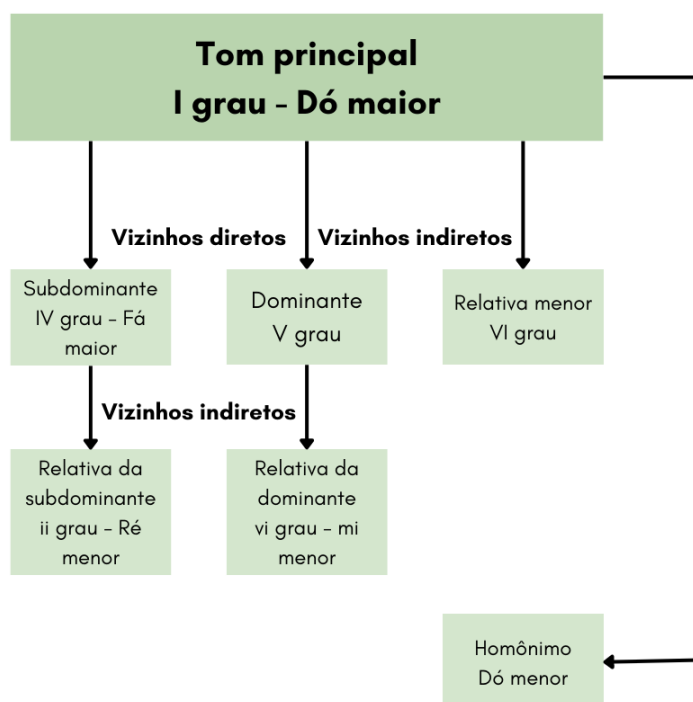 Tom principal
I grau - Dó maior
Vizinhos diretos
Vizinhos indiretos
Subdominante
IV grau - Fá
maior
Dominante
V grau
Relativa menor
VI grau
Vizinhos indiretos
Relativa da
subdominante
ii grau - Ré
menor
Relativa da
dominante
vi grau - mi
menor
Homônimo
Dó menor